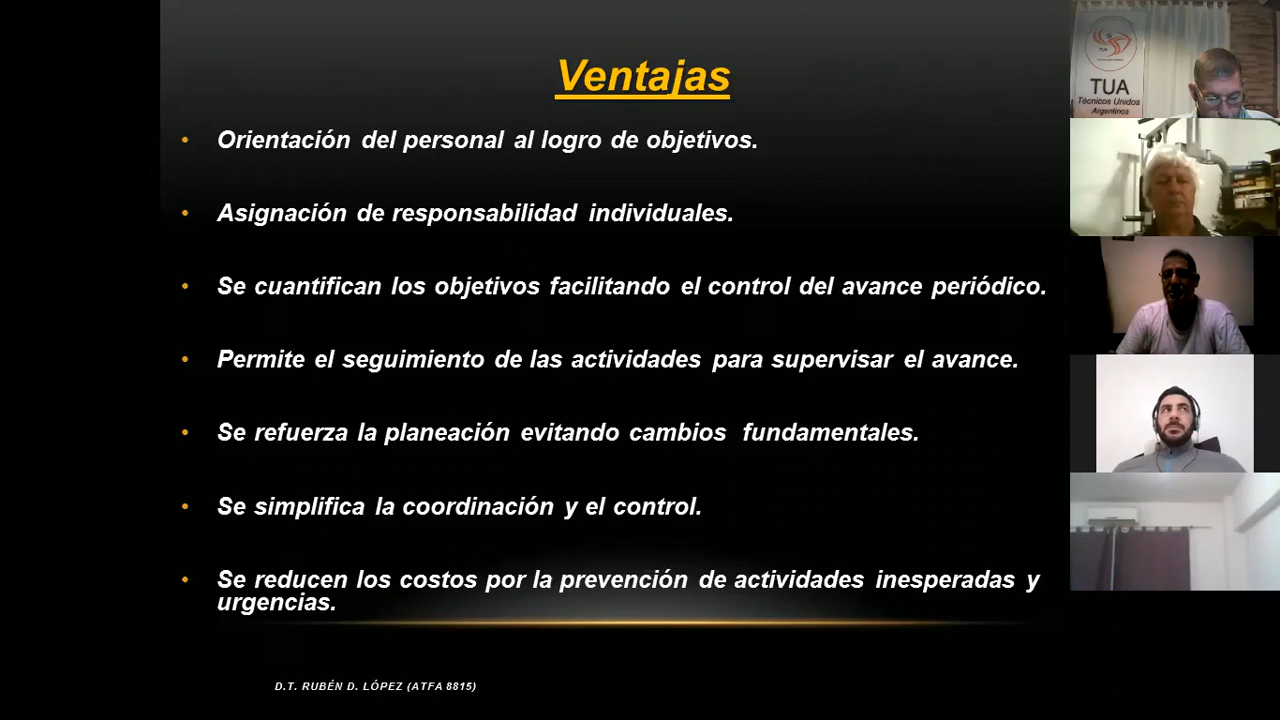 Ventajas
• Orientación del personal al logro de objetivos.
• Asignación de responsabilidad individuales.
• Se cuantifican los objetivos facilitando el control del avance periódico.
• Permite el seguimiento de las actividades para supervisar el avance.
• Se refuerza la planeación evitando cambios fundamentales.
• Se simplifica la coordinación y el control.
• Se reducen los costos por la prevención de actividades inesperadas y
urgencias.
D.T. RUBÉN D. LÓPEZ (ATFA 8815)
TUA
TUA
Técnicos Unidos
Argentinos